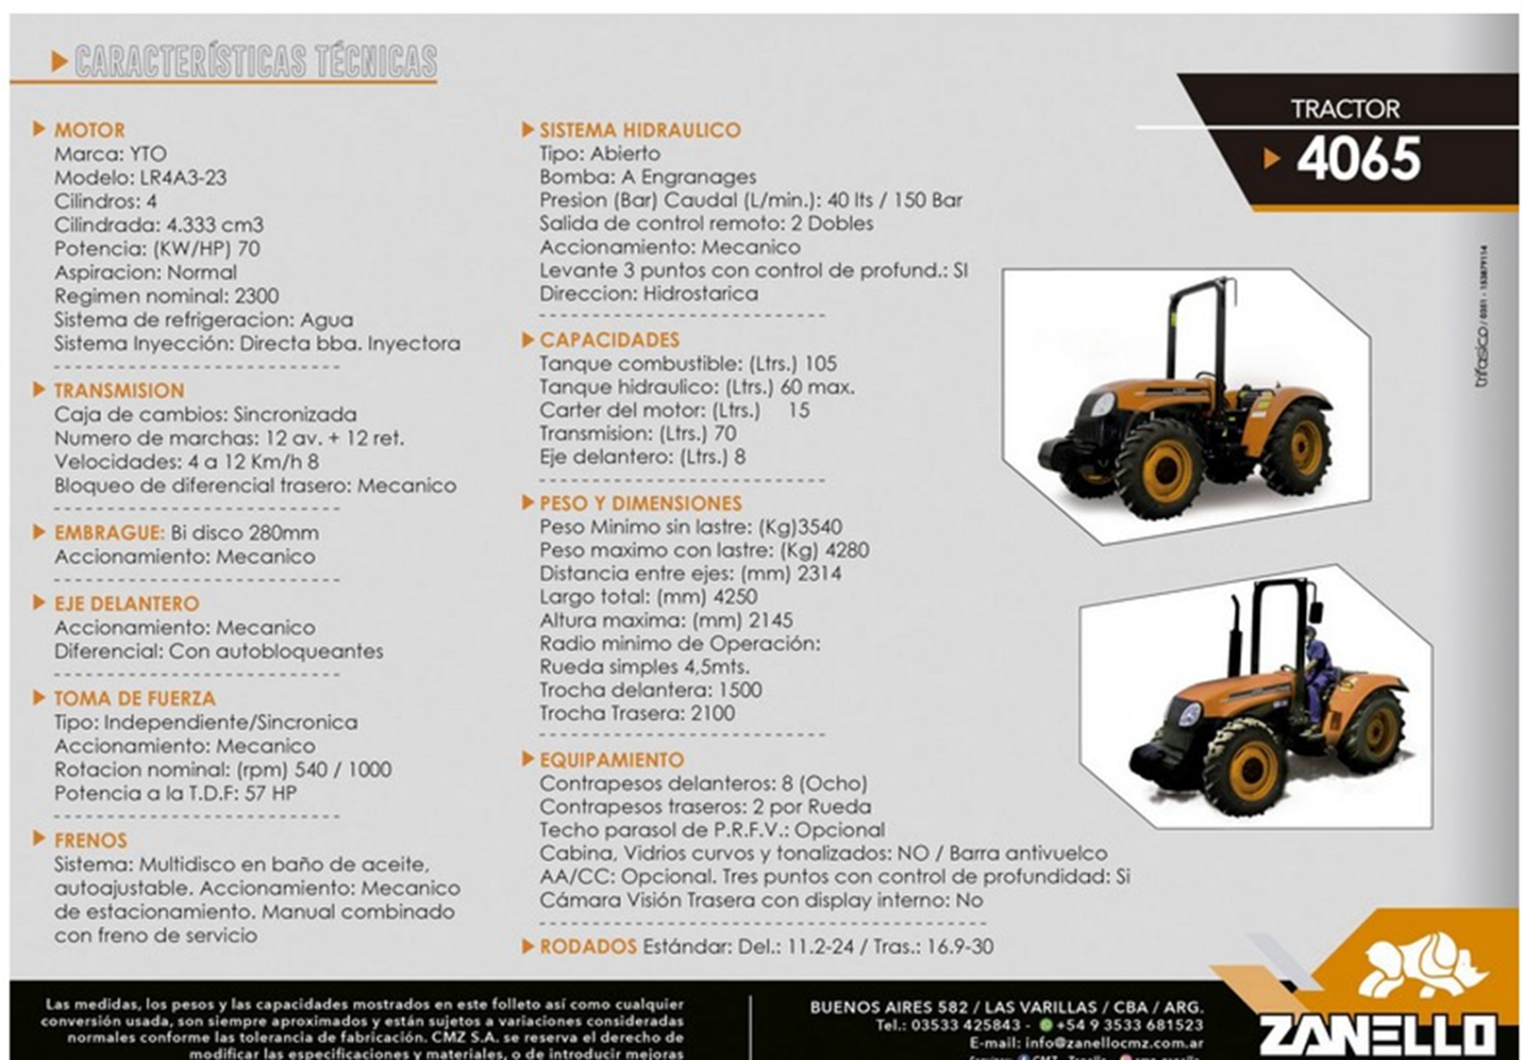 CARACTERÍSTICAS TÉCNICAS
MOTOR
Marca: YTO
Modelo: LR4A3-23
Cilindros: 4
Cilindrada: 4.333 cm3
Potencia: (KW/HP) 70
Aspiracion: Normal
Regimen nominal: 2300
Sistema de refrigeracion: Agua
Sistema Inyección: Directa bba. Inyectora
TRANSMISION
Caja de cambios: Sincronizada
Numero de marchas: 12 av. + 12 ret.
Velocidades: 4 a 12 Km/h 8
Bloqueo de diferencial trasero: Mecanico
EMBRAGUE: Bi disco 280mm
Accionamiento: Mecanico
EJE DELANTERO
Accionamiento: Mecanico
Diferencial: Con autobloqueantes
TOMA DE FUERZA
Tipo: Independiente/Sincronica
Accionamiento: Mecanico
Rotacion nominal: (rpm) 540 / 1000
Potencia a la T.D.F: 57 HP
FRENOS
Sistema: Multidisco en baño de aceite,
autoajustable. Accionamiento: Mecanico
de estacionamiento. Manual combinado
con freno de servicio
SISTEMA HIDRAULICO
Tipo: Abierto
Bomba: A Engranages
Presion (Bar) Caudal (L/min.): 40 lts / 150 Bar
Salida de control remoto: 2 Dobles
Accionamiento: Mecanico
Levante 3 puntos con control de profund.: SI
Direccion: Hidrostarica
CAPACIDADES
Tanque combustible: (Ltrs.) 105
Tanque hidraulico: (Ltrs.) 60 max.
Carter del motor: (Ltrs.) 15
Transmision: (Ltrs.) 70
Eje delantero: (Ltrs.) 8
PESO Y DIMENSIONES
Peso Minimo sin lastre: (Kg)3540
Peso maximo con lastre: (Kg) 4280
Distancia entre ejes: (mm) 2314
Largo total: (mm) 4250
Altura maxima: (mm) 2145
Radio minimo de Operación:
Rueda simples 4,5mts.
Trocha delantera: 1500
Trocha Trasera: 2100
EQUIPAMIENTO
Contrapesos delanteros: 8 (Ocho)
Contrapesos traseros: 2 por Rueda
Techo parasol de P.R.F.V.: Opcional
Cabina, Vidrios curvos y tonalizados: NO / Barra antivuelco
AA/CC: Opcional. Tres puntos con control de profundidad: Si
Cámara Visión Trasera con display interno: No
RODADOS Estándar: Del.: 11.2-24 / Tras.: 16.9-30
TRACTOR
4065
trifasico / 0351 - 153879114
Las medidas, los pesos y las capacidades mostrados en este folleto así como cualquier
conversión usada, son siempre aproximados y están sujetos a variaciones consideradas
normales conforme las tolerancia de fabricación. CMZ S.A. se reserva el derecho de
modificar las especificaciones y materiales, o de introducir mejoras
BUENOS AIRES 582 / LAS VARILLAS / CBA / ARG.
Tel.: 03533 425843 - +54 9 3533 681523
E-mail: info@zanellocmz.com.ar
CMZ - Zanello
ZANELLO